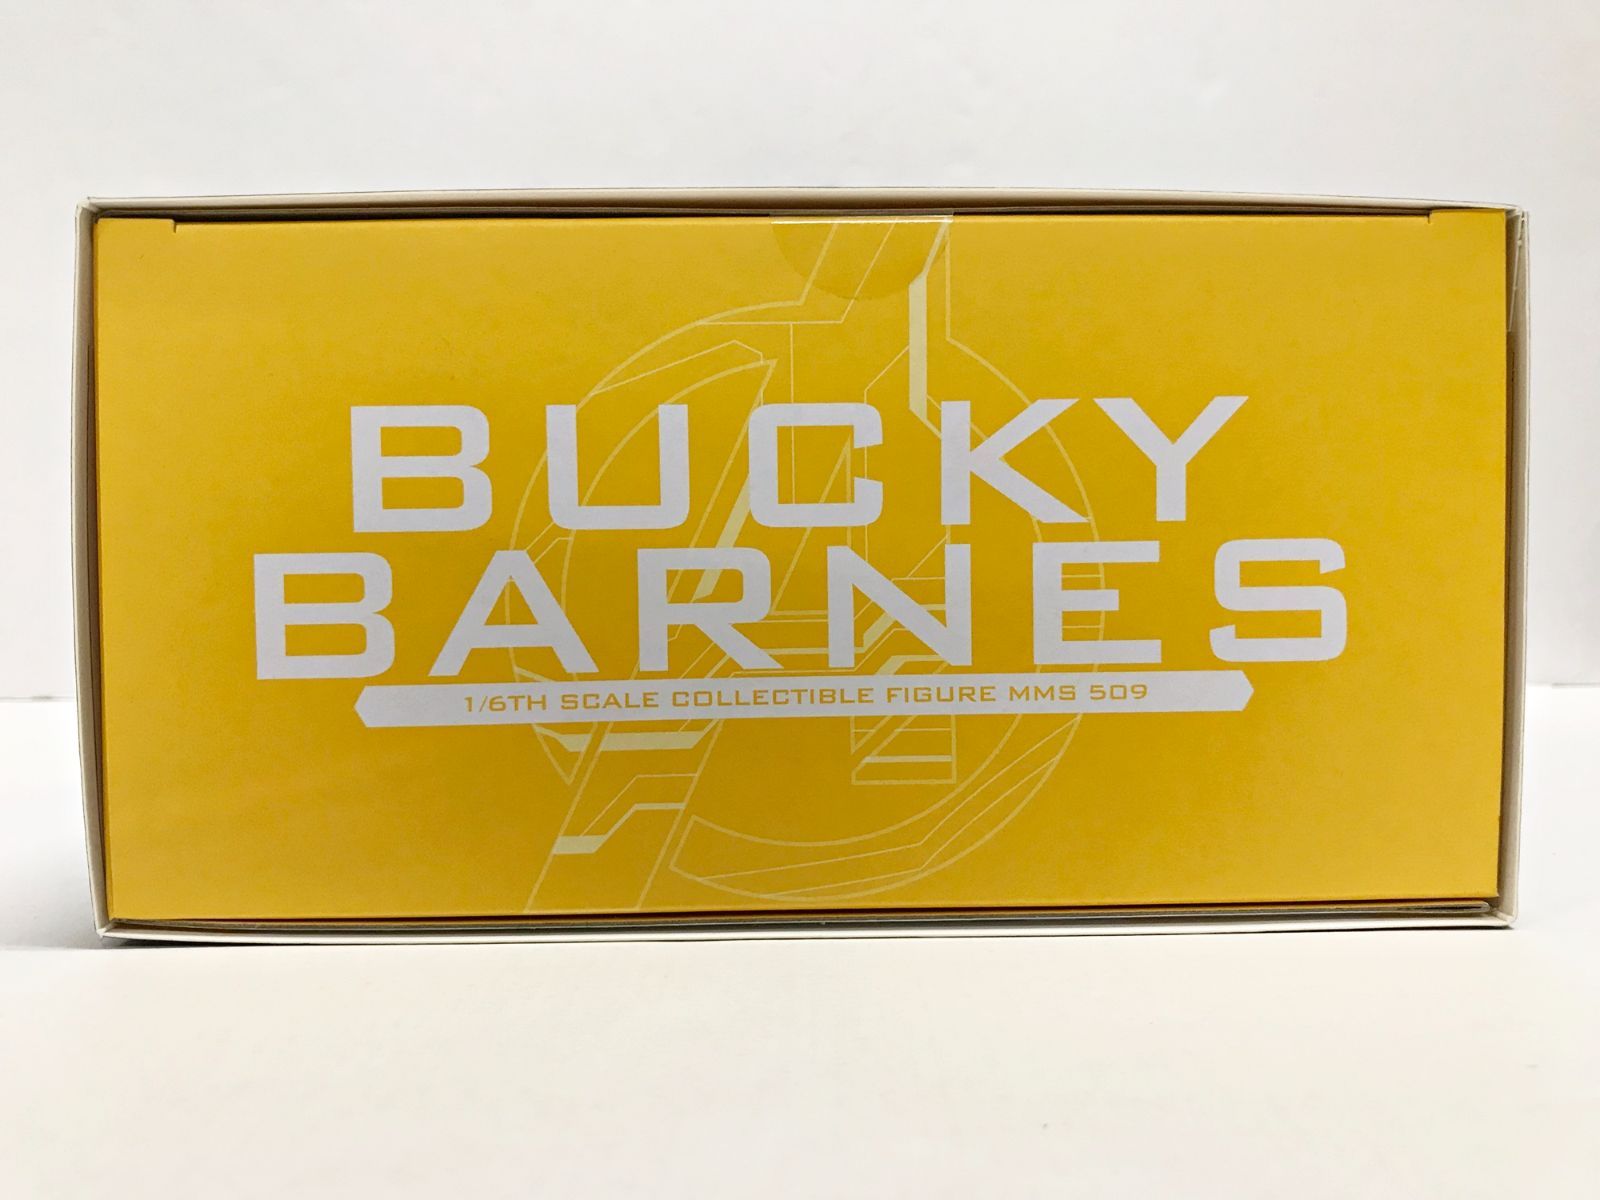 BUCKY
BARNES
1/6TH SCALE COLLECTIBLE FIGURE MMS 509